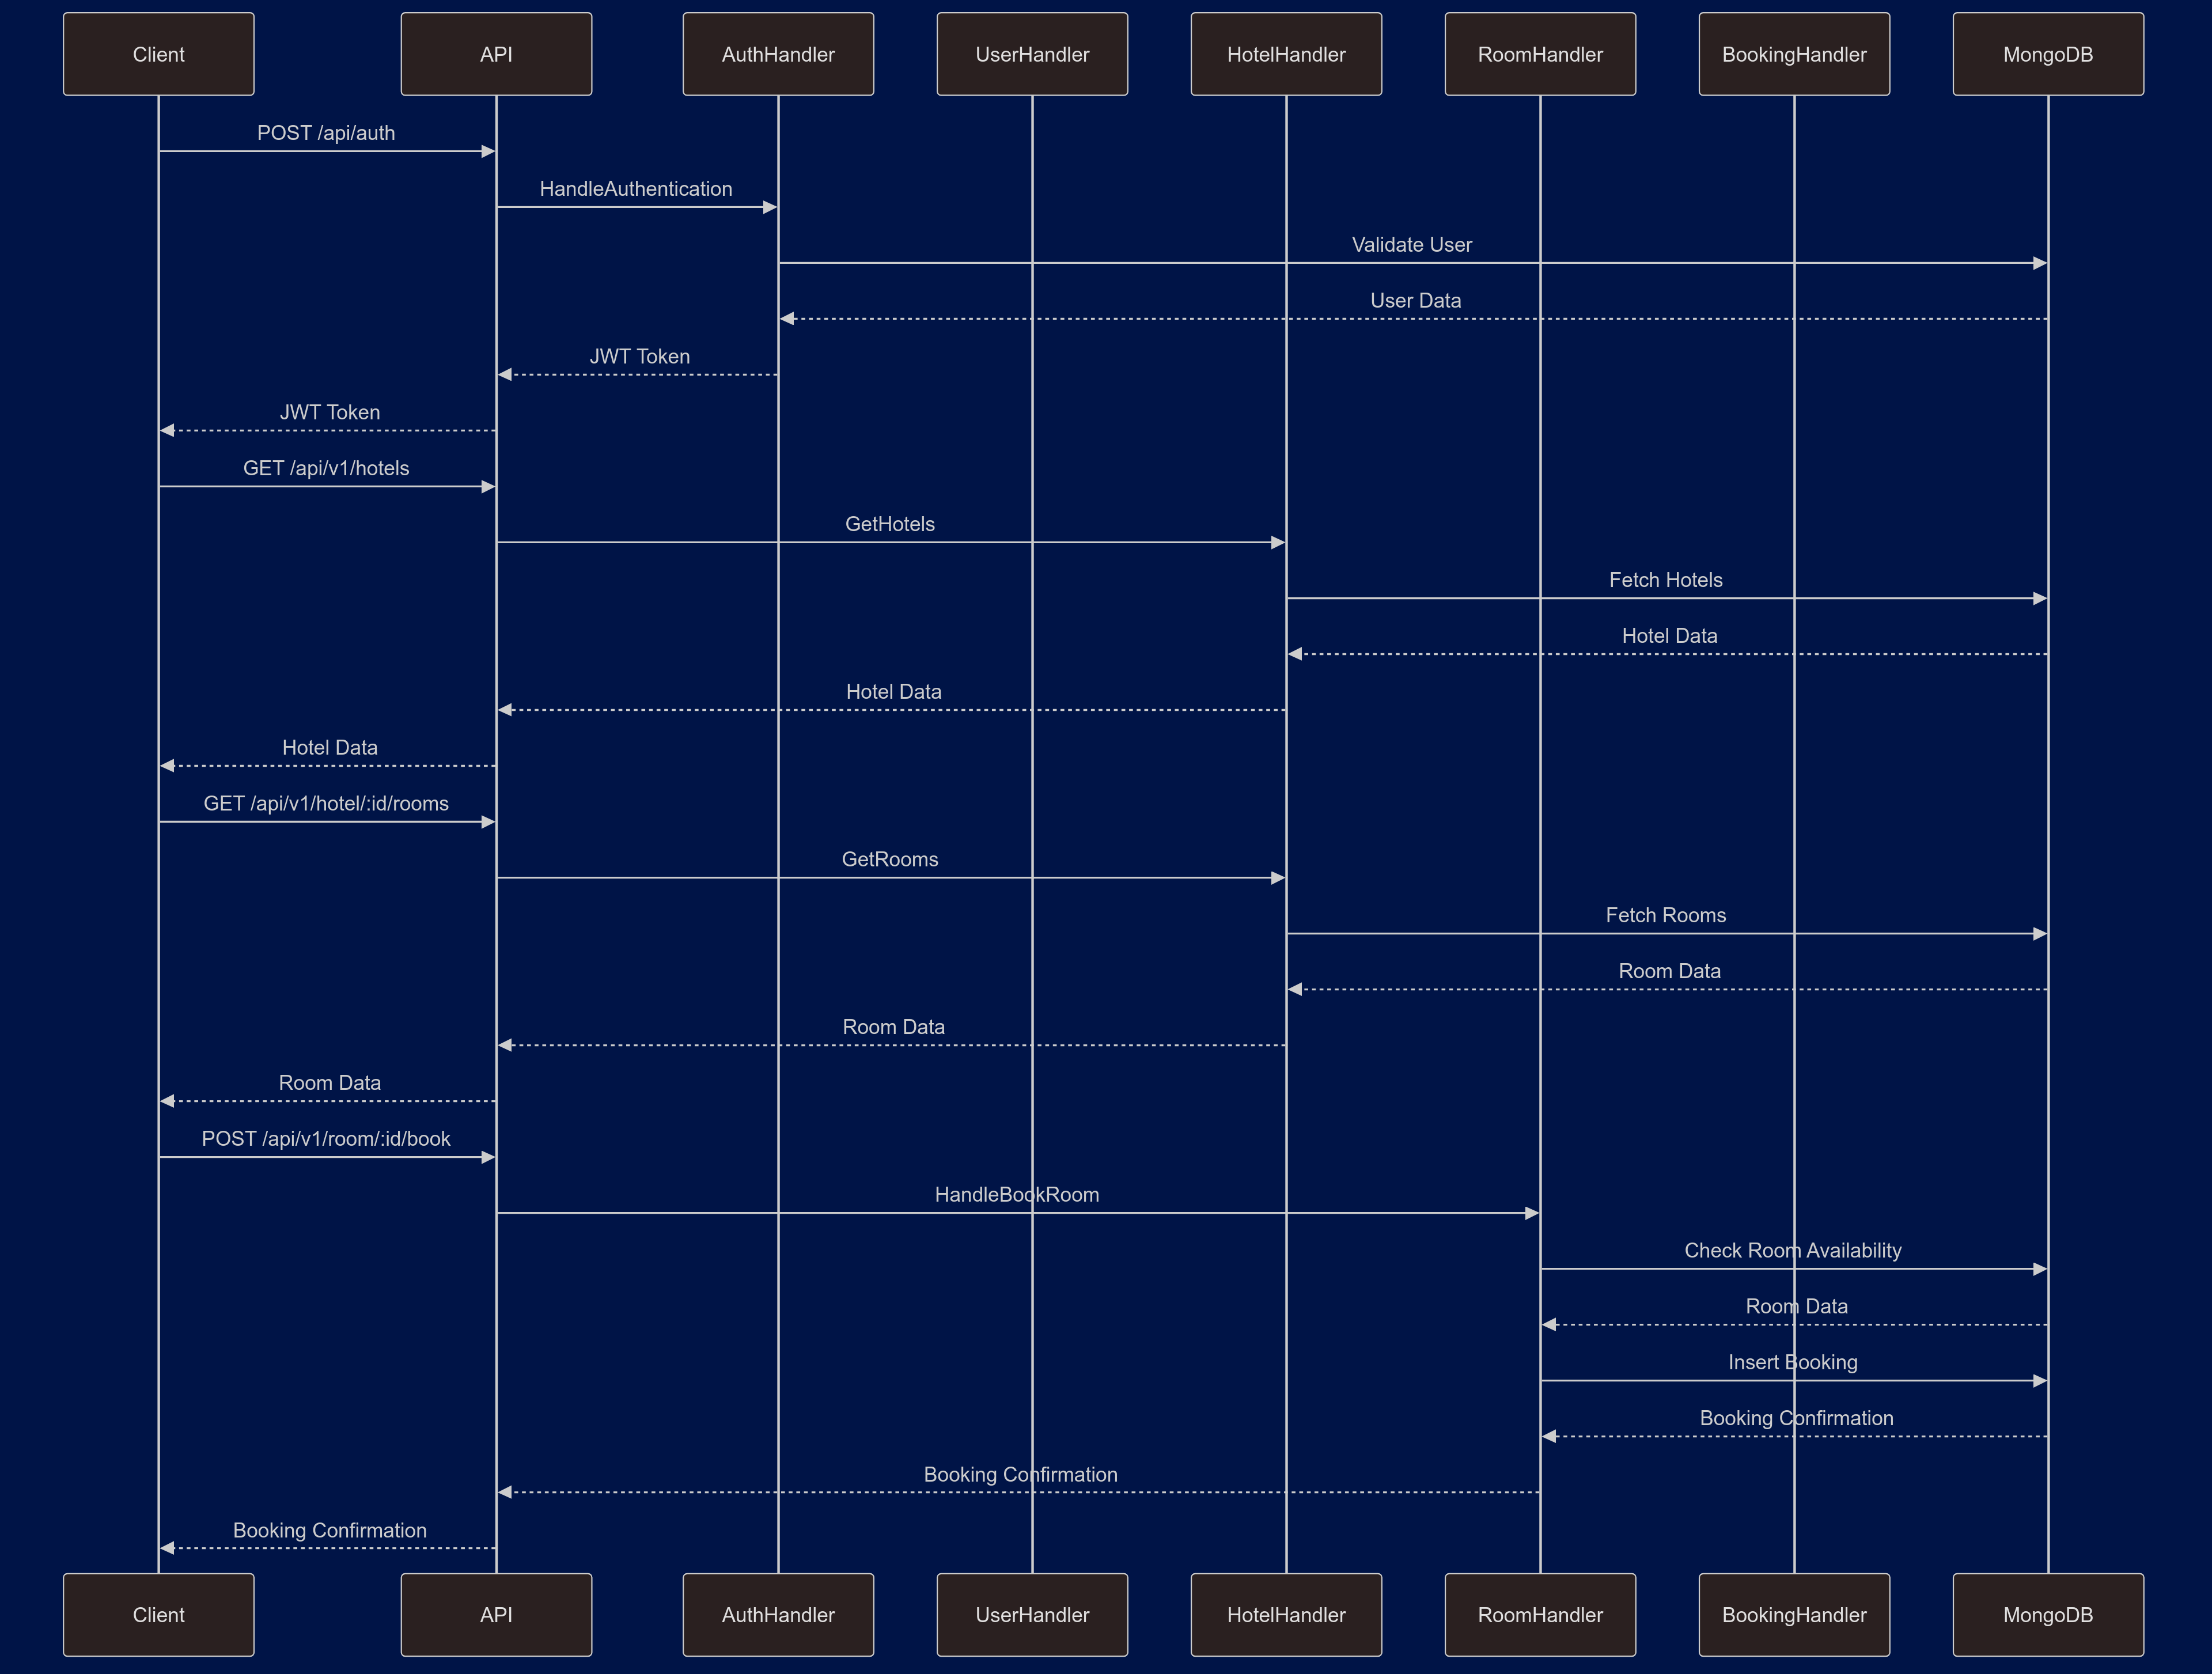 Client
API
AuthHandler
UserHandler
HotelHandler
RoomHandler
BookingHandler
MongoDB
POST /api/auth
HandleAuthentication
Validate User
User Data
JWT Token
JWT Token
GET /api/v1/hotels
GetHotels
Fetch Hotels
Hotel Data
Hotel Data
Hotel Data
GET /api/v1/hotel/:id/rooms
GetRooms
Fetch Rooms
Room Data
Room Data
Room Data
POST /api/v1/room/:id/book
HandleBookRoom
Check Room Availability
Room Data
Insert Booking
Booking Confirmation
Booking Confirmation
Booking Confirmation
Client
API
AuthHandler
UserHandler
HotelHandler
RoomHandler
BookingHandler
MongoDB